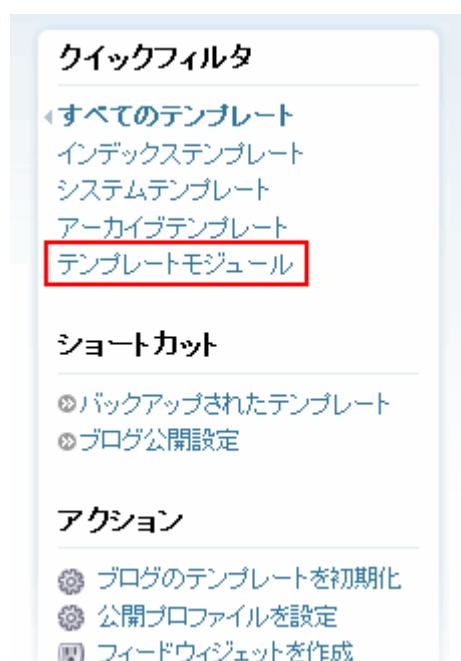 クイックフィルタ
すべてのテンプレート
インデックステンプレート
システムテンプレート
アーカイブテンプレート
テンプレートモジュール
ショートカット
バックアップされたテンプレート
ブログ公開設定
アクション
ブログのテンプレートを初期化
公開プロファイルを設定
フィードウィジェットを作成